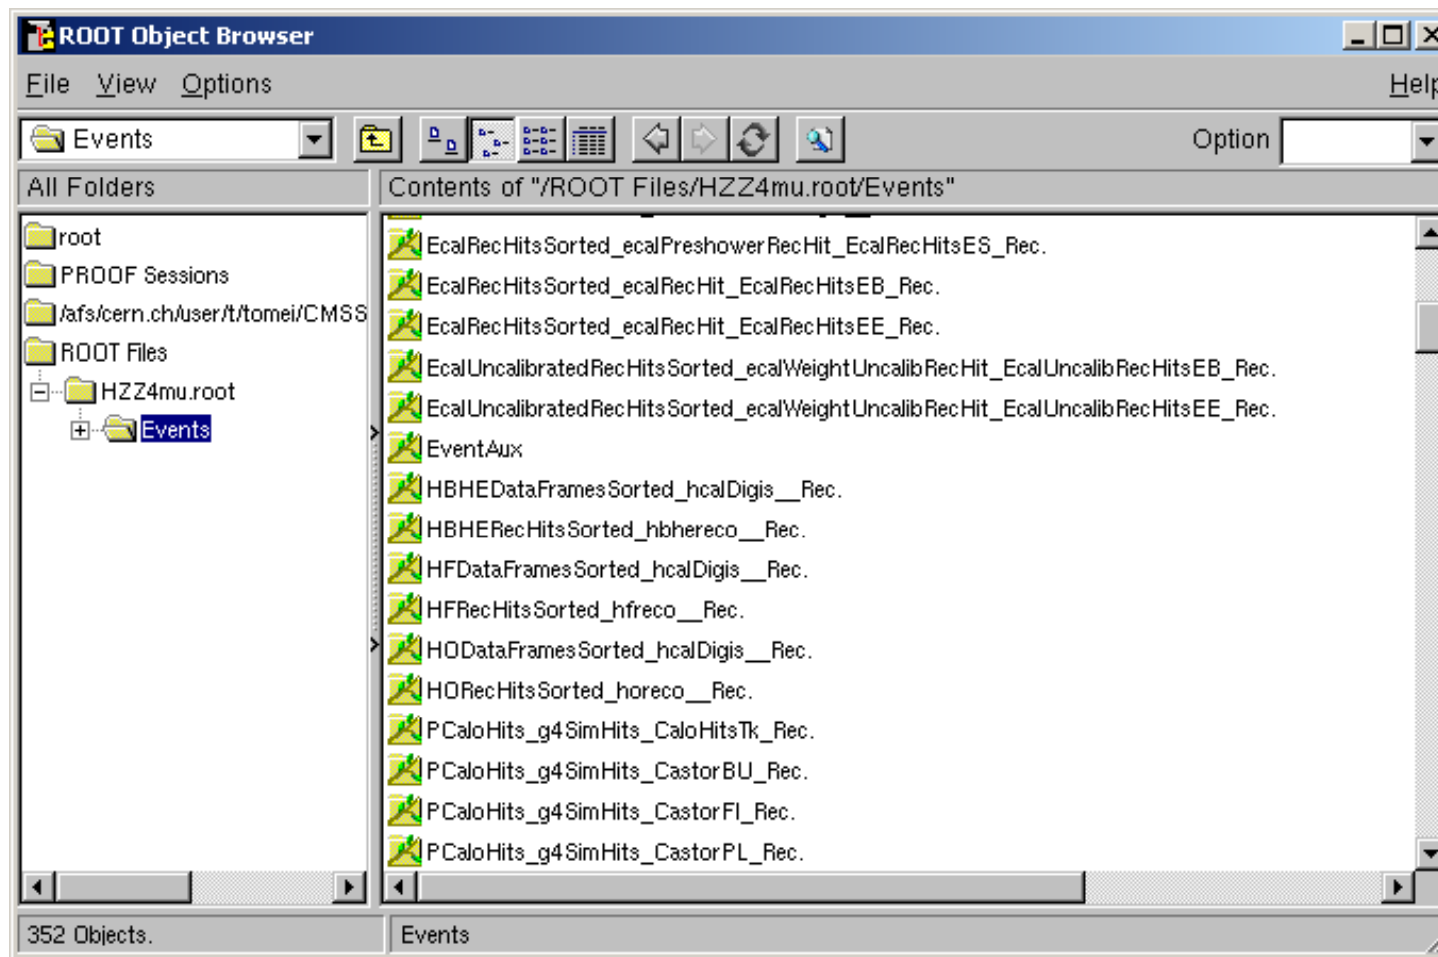 ROOT Object Browser
File View Options Help
Events Option
All Folders
Contents of "/ROOT Files/HZZ4mu.root/Events"
root
PROOF Sessions
/afs/cern.ch/user/t/tomei/CMSS
ROOT Files
HZZ4mu.root
Events
EcalRecHitsSorted_ecalPreshowerRecHit_EcalRecHitsES_Rec.
EcalRecHitsSorted_ecalRecHit_EcalRecHitsEB_Rec.
EcalRecHitsSorted_ecalRecHit_EcalRecHitsEE_Rec.
EcalUncalibratedRecHitsSorted_ecalWeightUncalibRecHit_EcalUncalibRecHitsEB_Rec.
EcalUncalibratedRecHitsSorted_ecalWeightUncalibRecHit_EcalUncalibRecHitsEE_Rec.
EventAux
HBHEDataFramesSorted_hcalDigis__Rec.
HBHERecHitsSorted_hbhereco__Rec.
HFDataFramesSorted_hcalDigis__Rec.
HFRecHitsSorted_hfreco__Rec.
HODataFramesSorted_hcalDigis__Rec.
HORecHitsSorted_horeco__Rec.
PCaloHits_g4SimHits_CaloHitsTk_Rec.
PCaloHits_g4SimHits_CastorBU_Rec.
PCaloHits_g4SimHits_CastorFI_Rec.
PCaloHits_g4SimHits_CastorPL_Rec.
352 Objects.
Events